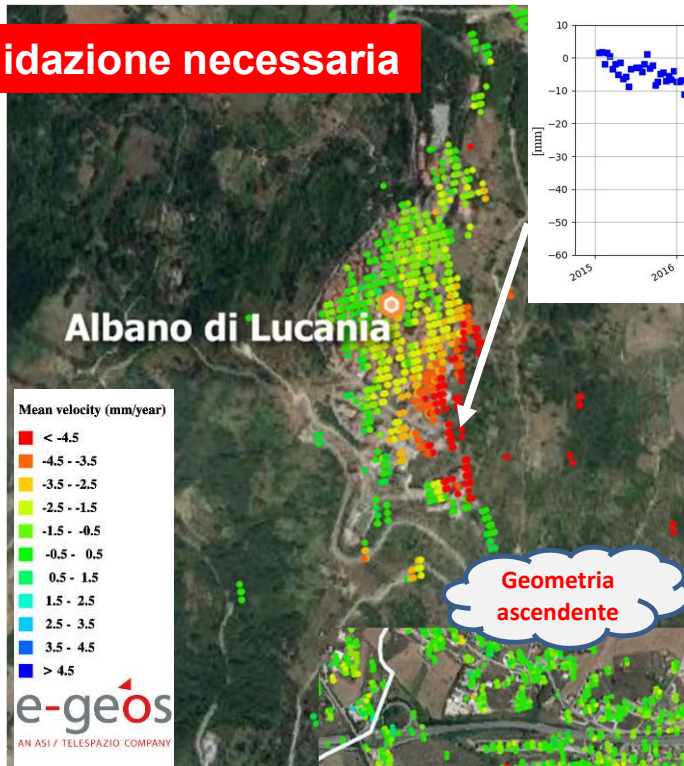 idazione necessaria
10
0
−10
−20
−30
−40
−50
−60
[mm]
2015
2016
Albano di Lucania
Mean velocity (mm/year)
< -4.5
-4.5 - -3.5
-3.5 - -2.5
-2.5 - -1.5
-1.5 - -0.5
-0.5 - 0.5
0.5 - 1.5
1.5 - 2.5
2.5 - 3.5
3.5 - 4.5
> 4.5
Geometria
ascendente
e-geos
AN ASI / TELESPAZIO COMPANY